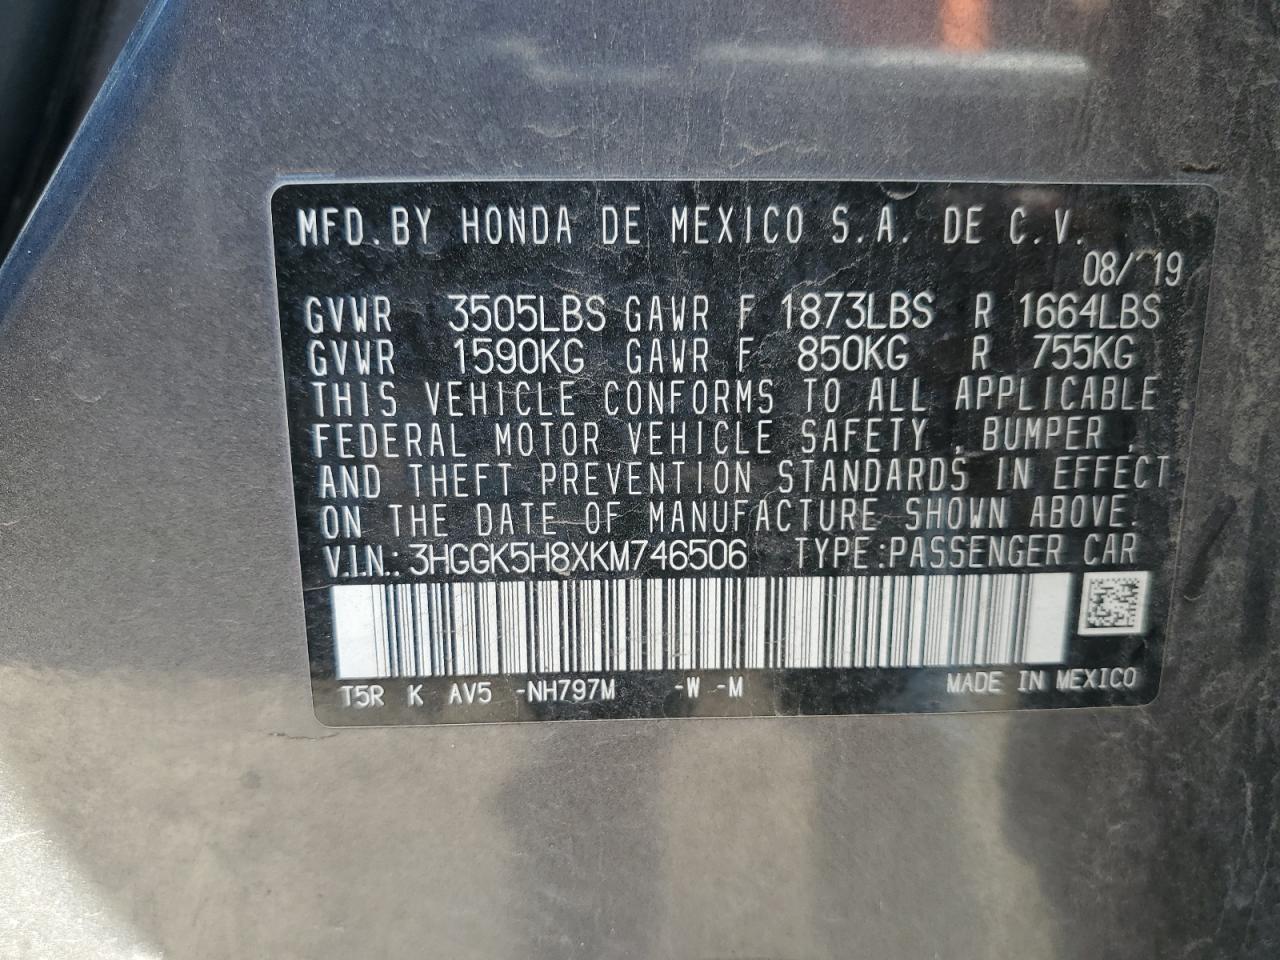 MFD.BY HONDA DE MEXICO S.A. DE C.V.
08/ 19
GVWR 3505LBS GAWR F 1873LBS R 1664LBS
GVWR 1590KG GAWR F 850KG R 755KG
THIS VEHICLE CONFORMS TO ALL APPLICABLE
FEDERAL MOTOR VEHICLE SAFETY , BUMPER ,
AND THEFT PREVENTION STANDARDS IN EFFECT
ON THE DATE OF MANUFACTURE SHOWN ABOVE.
V.I.N.: 3HGGK5H8XKM746506 TYPE:PASSENGER CAR
T5R K AV5 -NH797M -W -M MADE IN MEXICO